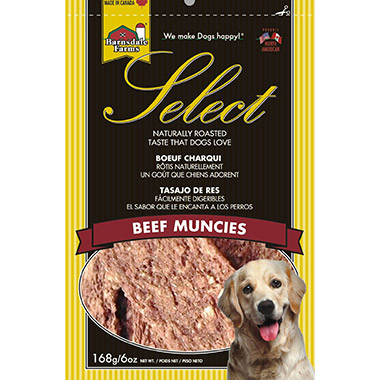 MADE IN CANADA
Barnsdale
Farms
We make Dogs happy!
Select
NATURALLY ROASTED
TASTE THAT DOGS LOVE
BOEUF CHARQUI
RÔTIS NATURELLEMENT
UN GOÛT QUE CHIENS ADORENT
TASAJO DE RES
FÁCILMENTE DIGERIBLES
EL SABOR QUE LE ENCANTA A LOS PERROS
BEEF MUNCIES
168g/6oz NET WT. / POIDS NET / PESO NETO